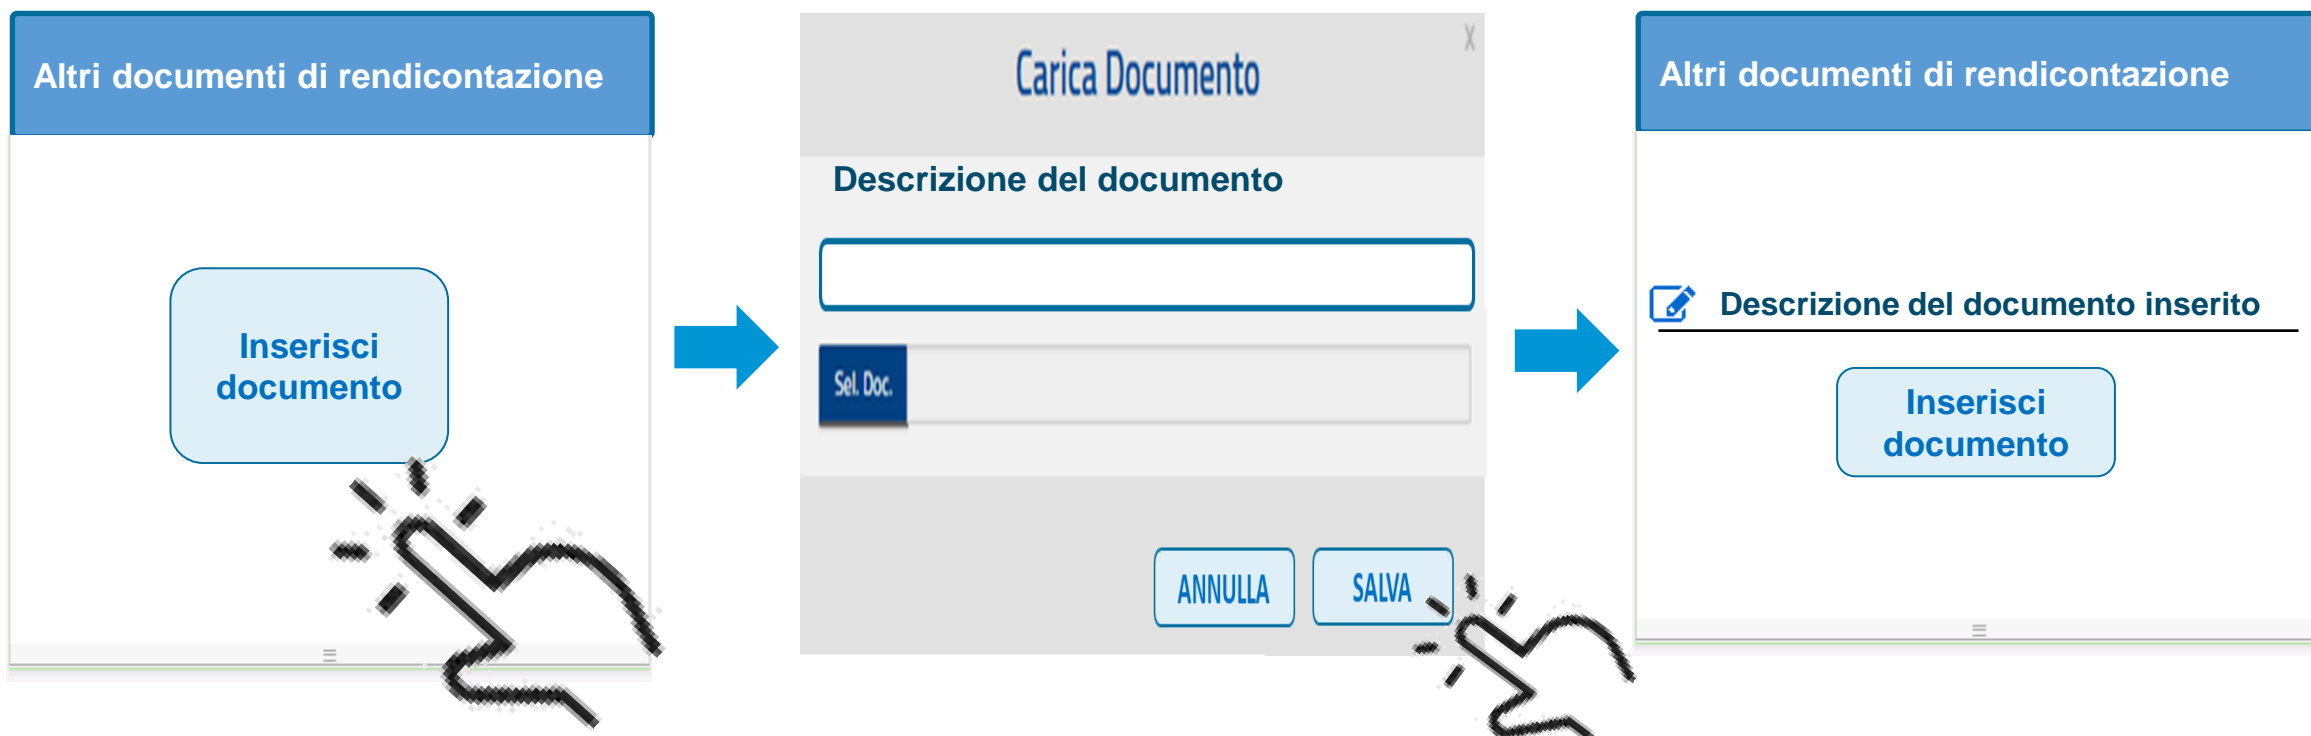 Altri documenti di rendicontazione
Inserisci
documento
Carica Documento
X
Descrizione del documento
Sel. Doc.
ANNULLA
SALVA
Altri documenti di rendicontazione
Descrizione del documento inserito
Inserisci
documento